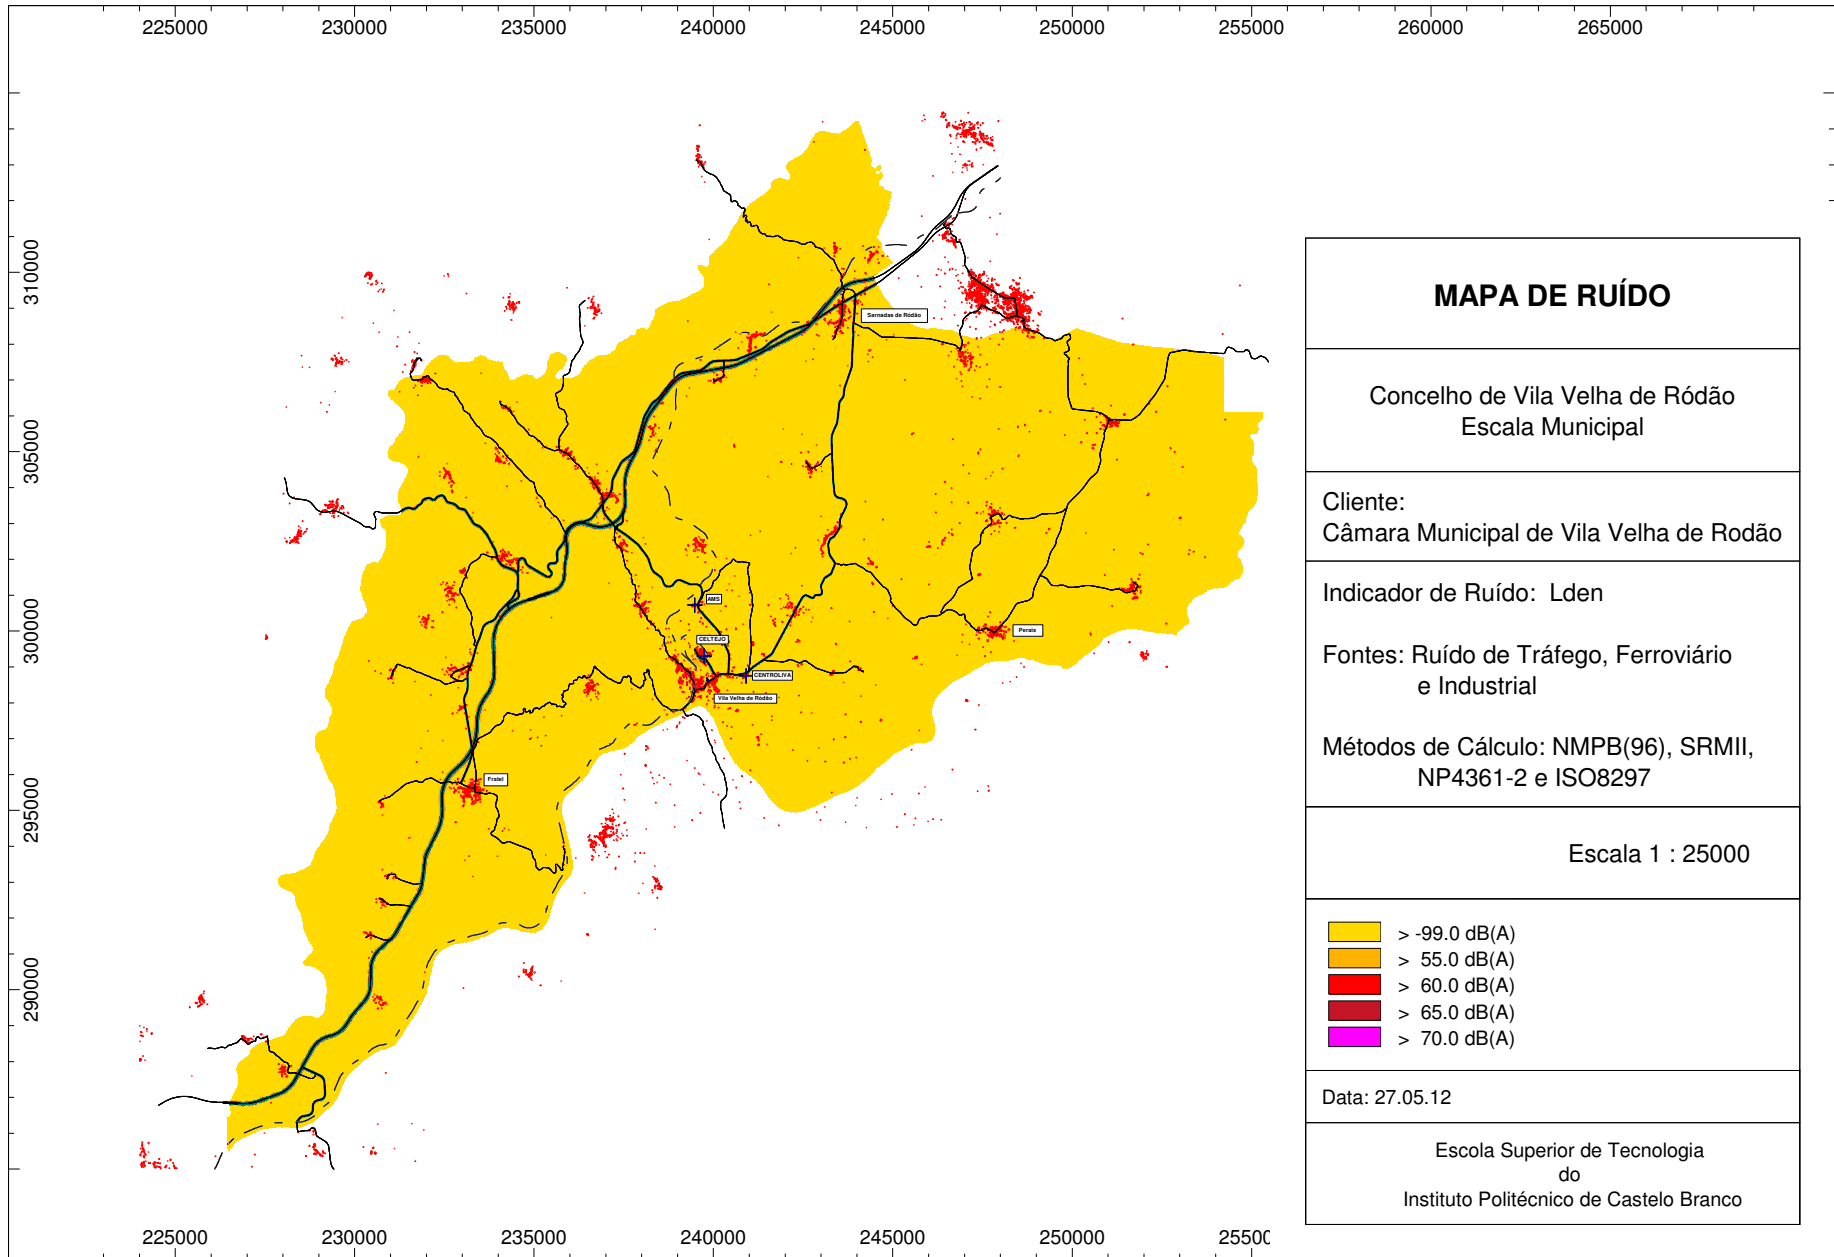 225000 230000 235000 240000 245000 250000 255000 260000 265000
310000
305000
300000
295000
290000
Sarnadas de Ródão
AMS
CELTEJO
CENTROLIVA
Vila Velha de Ródão
Perais
Fratel
MAPA DE RUÍDO
Concelho de Vila Velha de Ródão
Escala Municipal
Cliente:
Câmara Municipal de Vila Velha de Rodão
Indicador de Ruído: Lden
Fontes: Ruído de Tráfego, Ferroviário
e Industrial
Métodos de Cálculo: NMPB(96), SRMII,
NP4361-2 e ISO8297
Escala 1 : 25000
> -99.0 dB(A)
> 55.0 dB(A)
> 60.0 dB(A)
> 65.0 dB(A)
> 70.0 dB(A)
Data: 27.05.12
Escola Superior de Tecnologia
do
Instituto Politécnico de Castelo Branco
225000 230000 235000 240000 245000 250000 255000